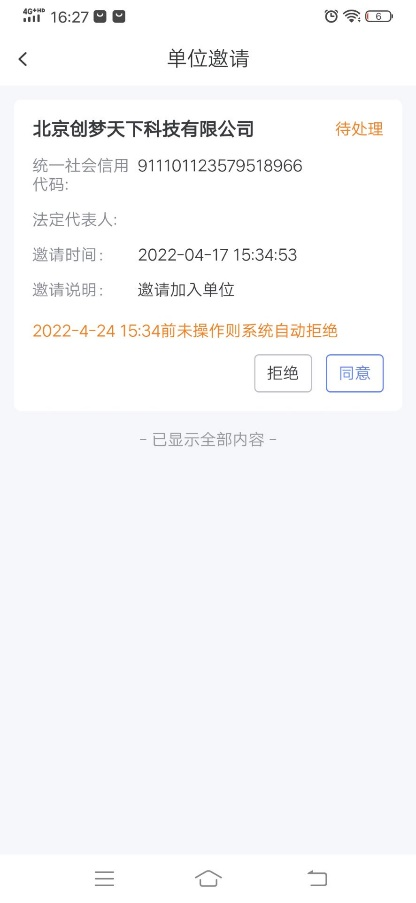 4G+HD 16:27 6
单位邀请
北京创梦天下科技有限公司 待处理
统一社会信用 911101123579518966
代码:
法定代表人:
邀请时间: 2022-04-17 15:34:53
邀请说明: 邀请加入单位
2022-4-24 15:34前未操作则系统自动拒绝
拒绝 同意
- 已显示全部内容 -